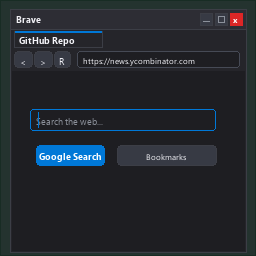 Brave
— □ x
GitHub Repo
< > R https://news.ycombinator.com
Search the web...
Google Search Bookmarks